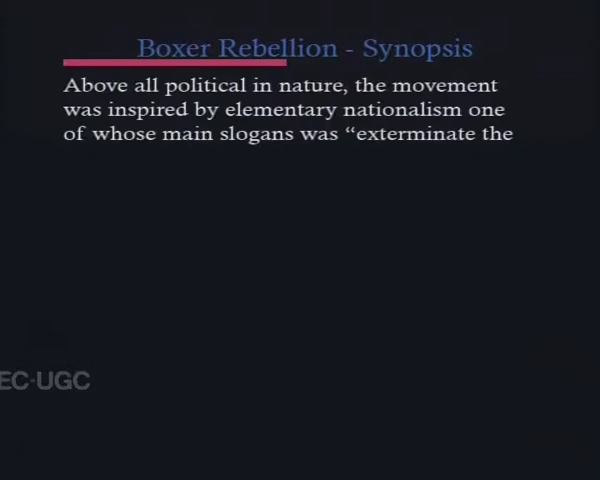 Boxer Rebellion - Synopsis
Above all political in nature, the movement
was inspired by elementary nationalism one
of whose main slogans was “exterminate the
EC-UGC